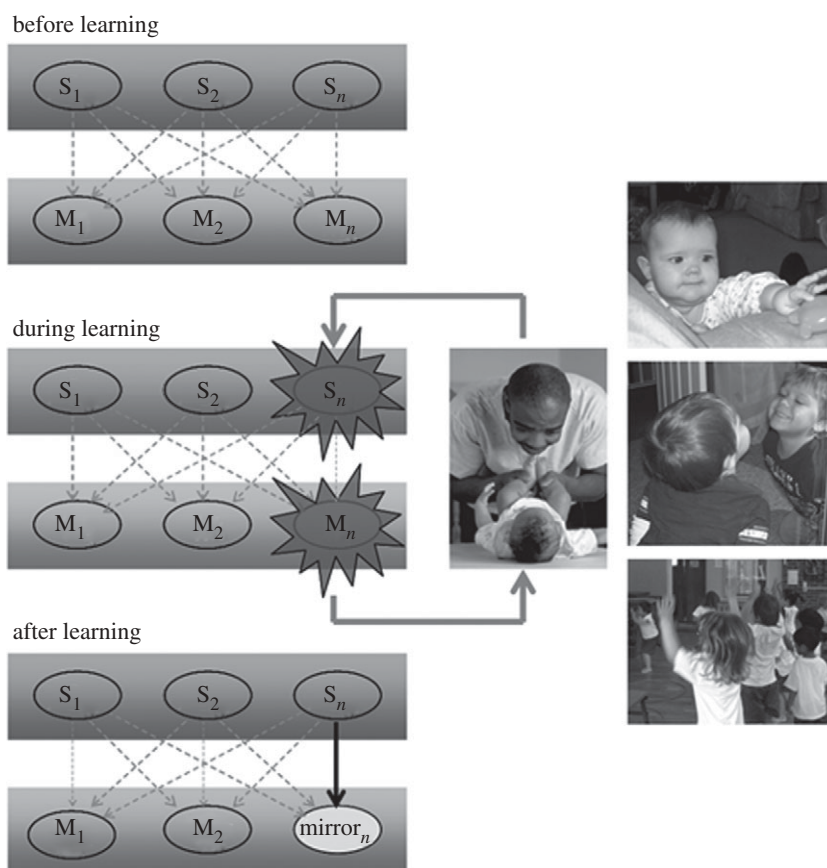 before learning
S1 S2 Sn
M1 M2 Mn
during learning
S1 S2 Sn
M1 M2 Mn
after learning
S1 S2 Sn
M1 M2 mirrorn